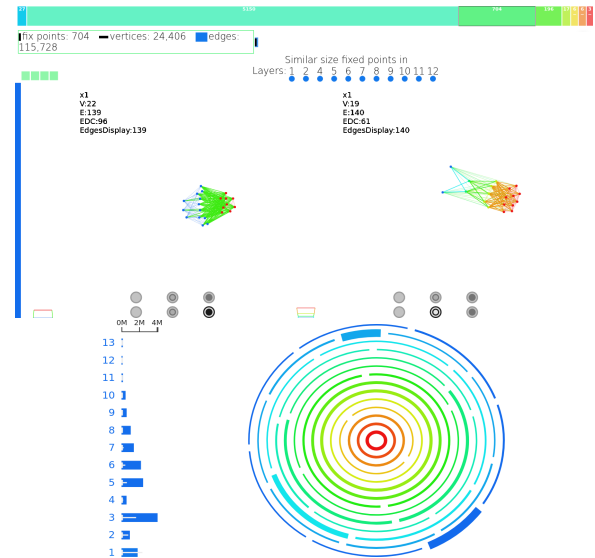 27
704
fix points: 704 vertices: 24,406 edges:
115,728
Similar size fixed points in
Layers: 1 2 4 5 6 7 8 9 10 11 12
x1
V:22
E:139
EDC:96
EdgesDisplay:139
x1
V:19
E:140
EDC:61
EdgesDisplay:140
0M 2M 4M
13
12
11
10
9
8
7
6
5
4
3
2
1